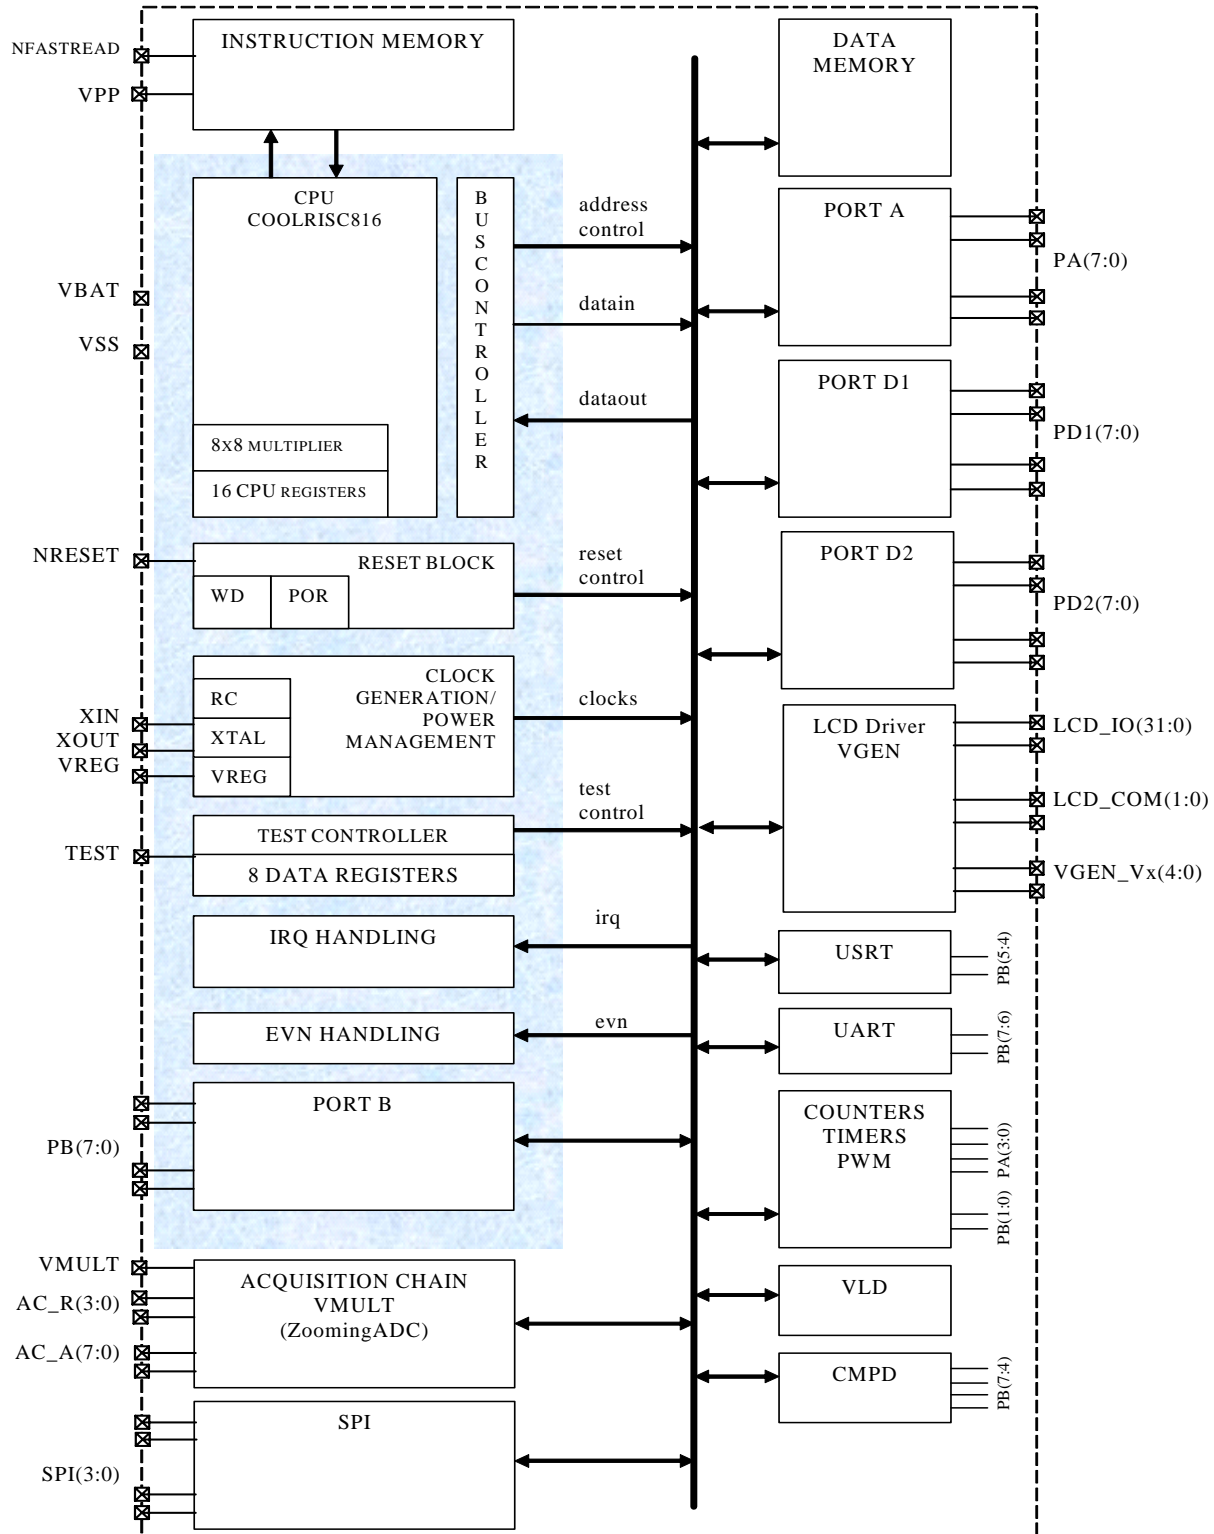 NFASTREAD
VPP
INSTRUCTION MEMORY
DATA
MEMORY
CPU
COOLRISC816
8x8 MULTIPLIER
16 CPU REGISTERS
BUSCONTROLLER
address
control
datain
dataout
PORT A
PA(7:0)
VBAT
VSS
PORT D1
PD1(7:0)
NRESET
RESET BLOCK
WD
POR
reset
control
PORT D2
PD2(7:0)
XIN
XOUT
VREG
RC
XTAL
VREG
CLOCK
GENERATION/
POWER
MANAGEMENT
clocks
LCD Driver
VGEN
LCD_IO(31:0)
LCD_COM(1:0)
VGEN_Vx(4:0)
TEST
TEST CONTROLLER
8 DATA REGISTERS
test
control
IRQ HANDLING
irq
USRT
PB(5:4)
EVN HANDLING
evn
UART
PB(7:6)
PB(7:0)
PORT B
COUNTERS
TIMERS
PWM
PA(3:0)
PB(1:0)
VMULT
AC_R(3:0)
AC_A(7:0)
ACQUISITION CHAIN
VMULT
(ZoomingADC)
VLD
CMPD
PB(7:4)
SPI(3:0)
SPI